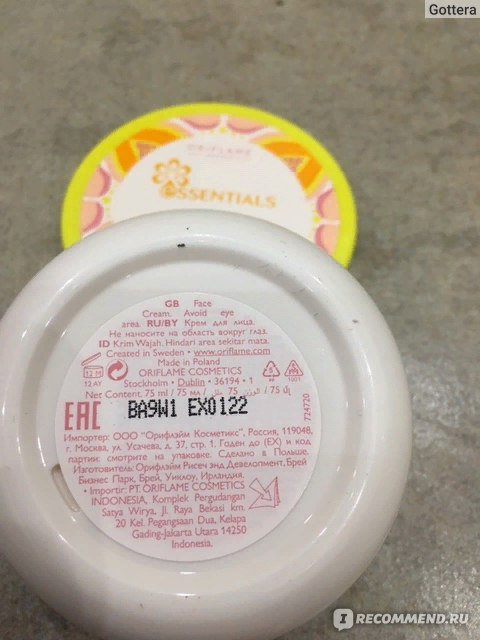 Gottera
ORIFLAME
ESSENTIALS
GB Face
Cream. Avoid eye
area. RU/BY Крем для лица.
Не наносите на область вокруг глаз.
ID Krim Wajah. Hindari area sekitar mata.
Created in Sweden • www.oriflame.com
Made in Poland
12 M
12 AY
ORIFLAME COSMETICS
Stockholm • Dublin • 36194 • 1
PP
1001
Net Content: 75 ml / 75 мл /
BA9W1 EX0122
724720
EAC
Импортер: ООО "Орифлэйм Косметикс", Россия, 119048,
г. Москва, ул. Усачева, д. 37, стр. 1. Годен до (EX) и код
партии: смотрите на упаковке. Сделано в Польше.
Изготовитель: Орифлэйм Рисеч энд Девелопмент, Брей
Бизнес Парк, Брей, Уиклоу, Ирландия.
• Importir: PT. ORIFLAME COSMETICS
INDONESIA, Komplek Pergudangan
Satya Wirya, Jl. Raya Bekasi km
20 Kel. Pegangsaan Dua, Kelapa
Gading-Jakarta Utara 14250
Indonesia.
I RECOMMEND.RU